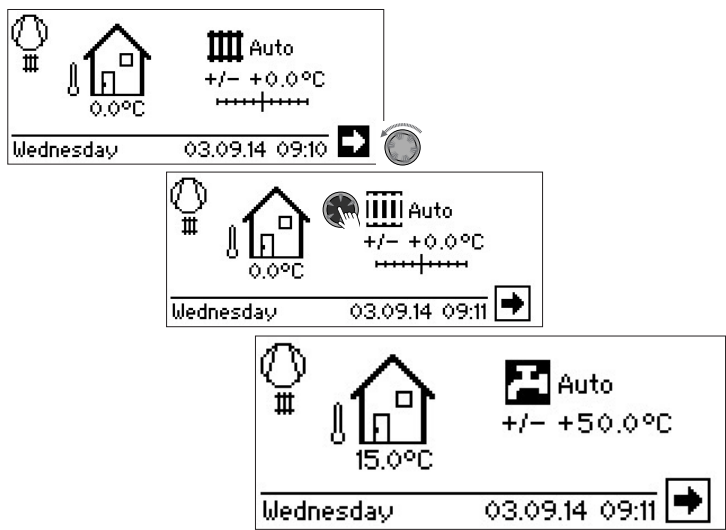 Auto
+/- +0.0°C
0.0°C
Wednesday 03.09.14 09:10
Auto
+/- +0.0°C
0.0°C
Wednesday 03.09.14 09:11
Auto
+/- +50.0°C
15.0°C
Wednesday 03.09.14 09:11